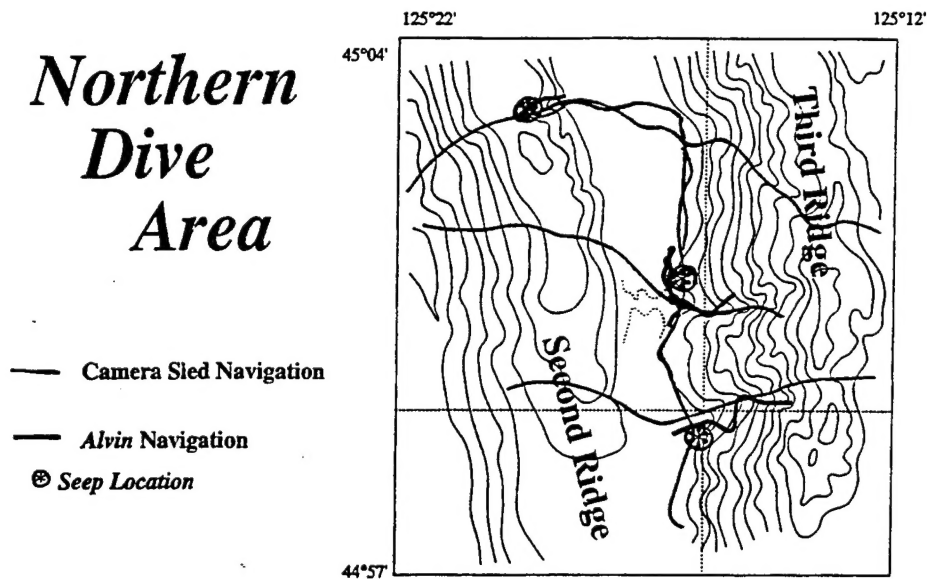 125°22'
125°12'
45°04'
Northern
Dive
Area
Third Ridge
Second Ridge
Camera Sled Navigation
Alvin Navigation
Seep Location
44°57'